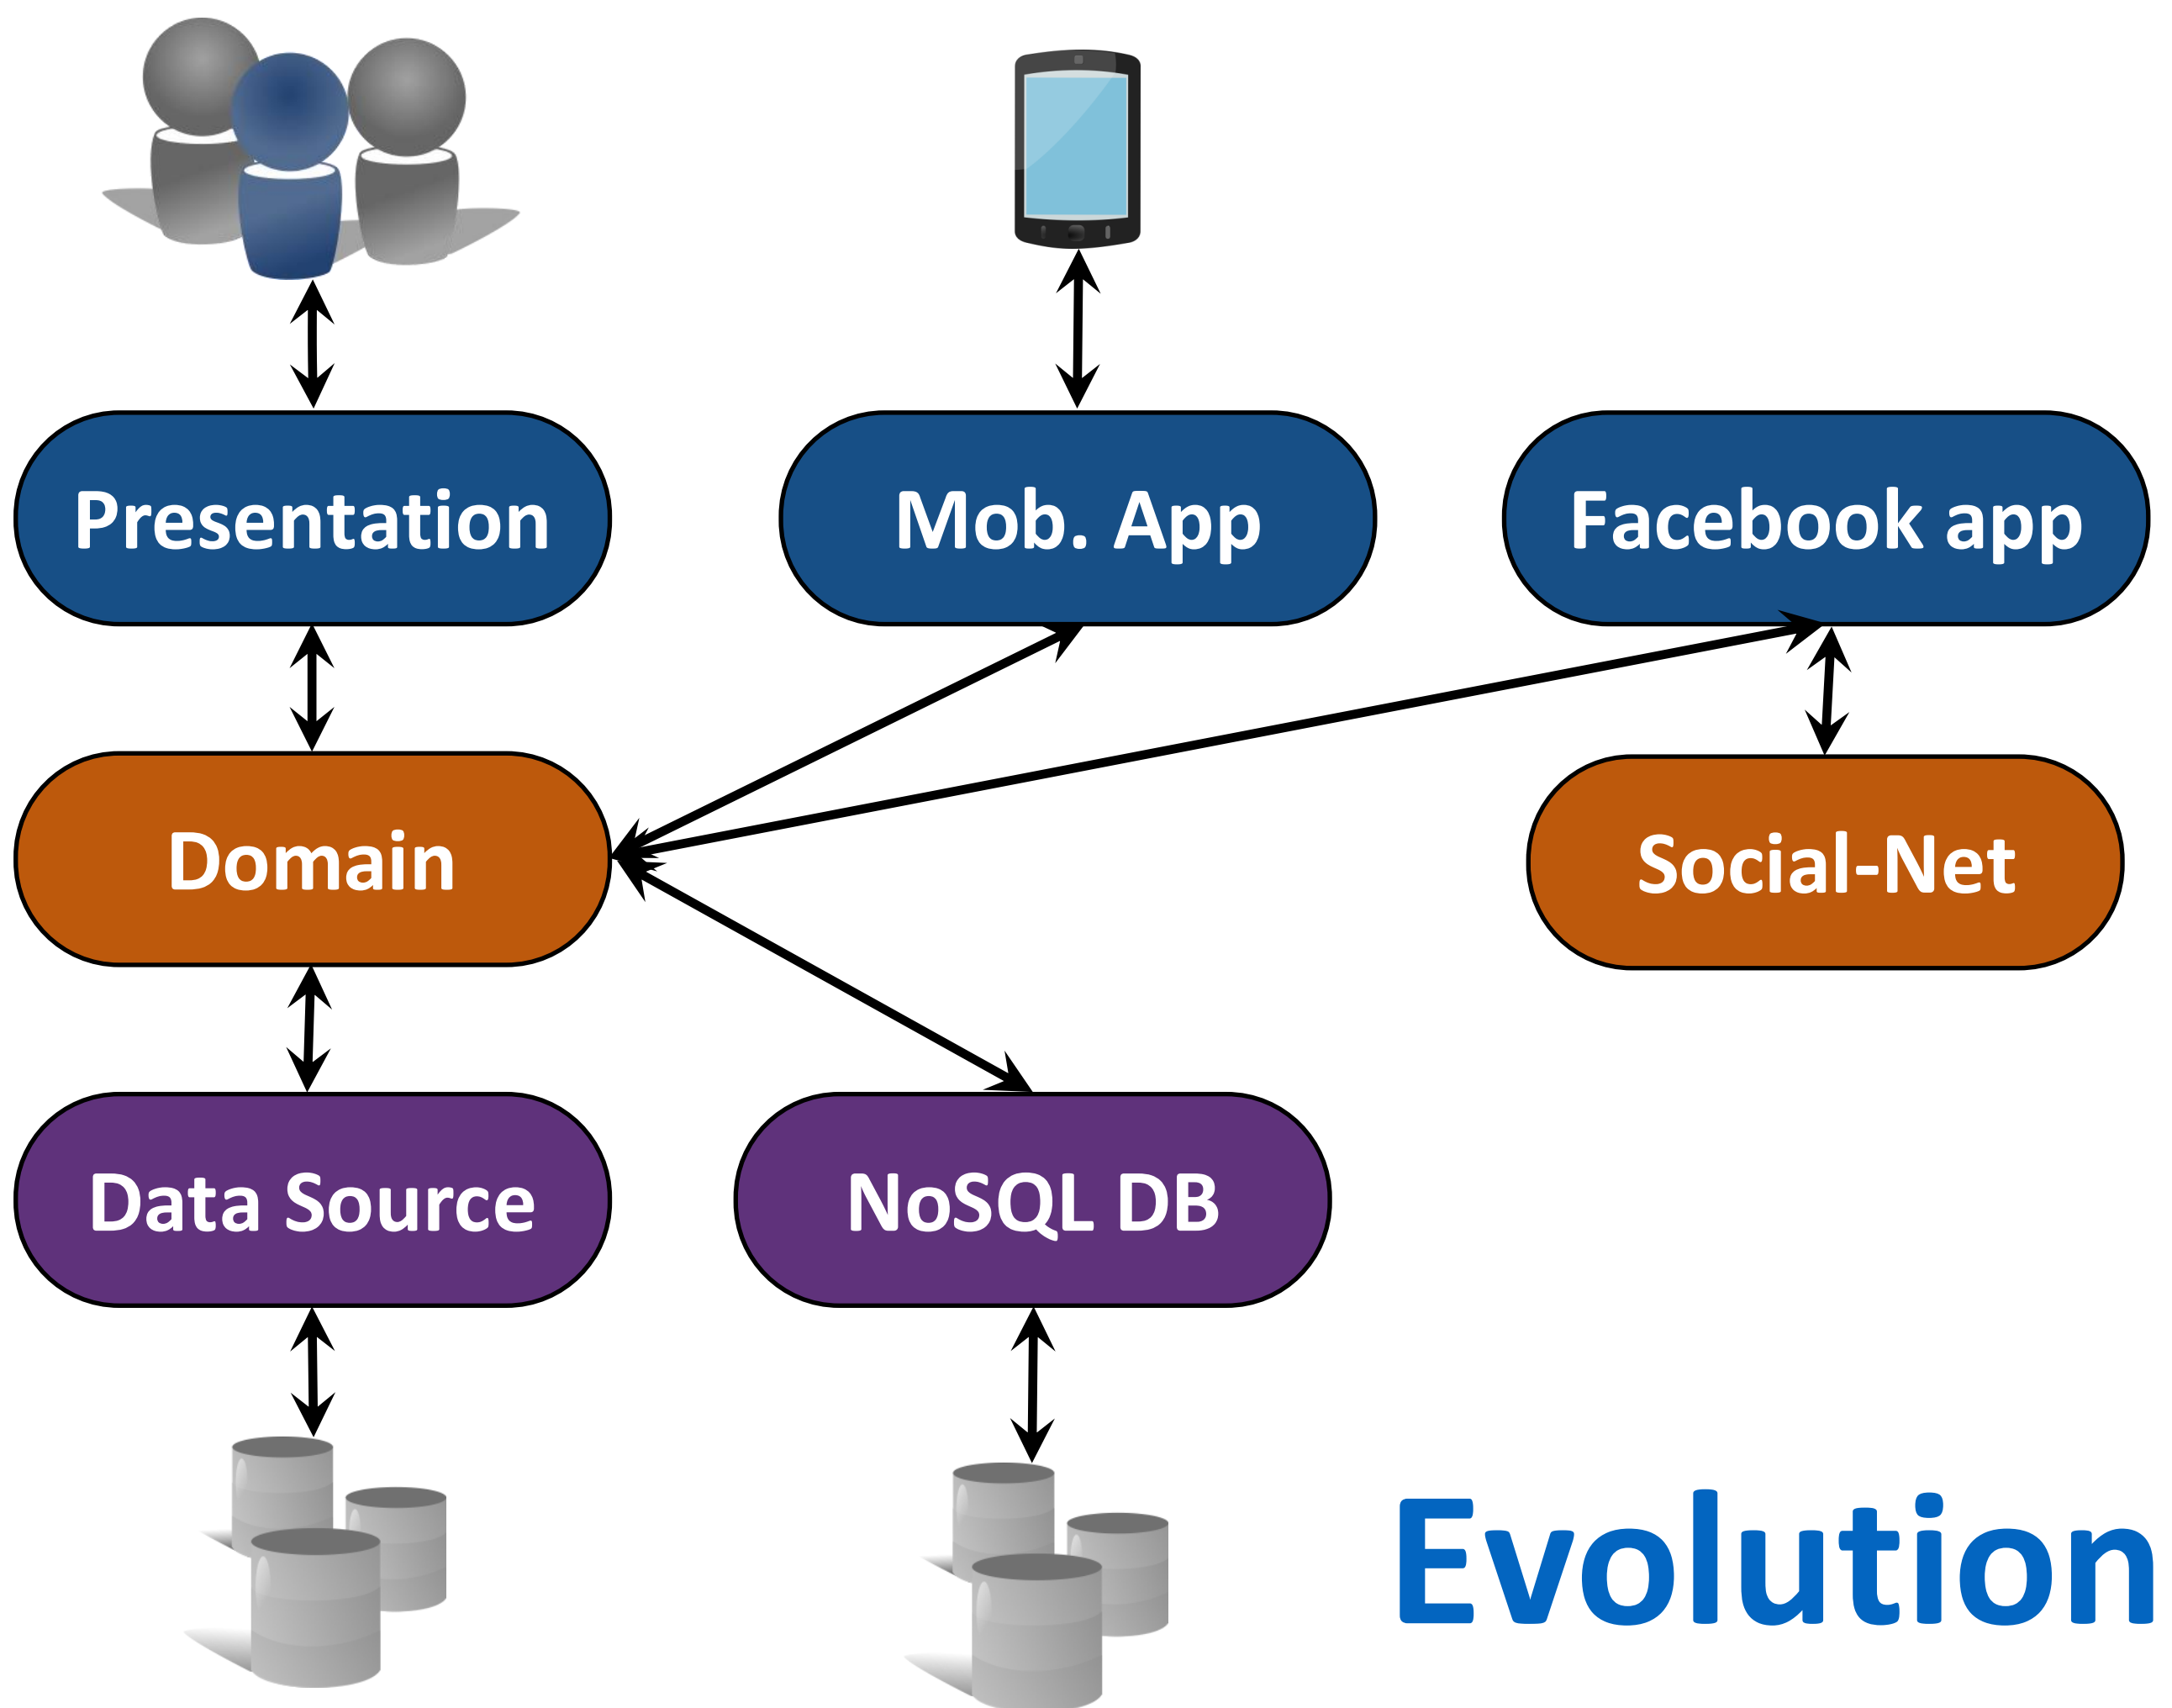 Presentation
Mob. App
Facebook app
Domain
Social-Net
Data Source
NoSQL DB
Evolution